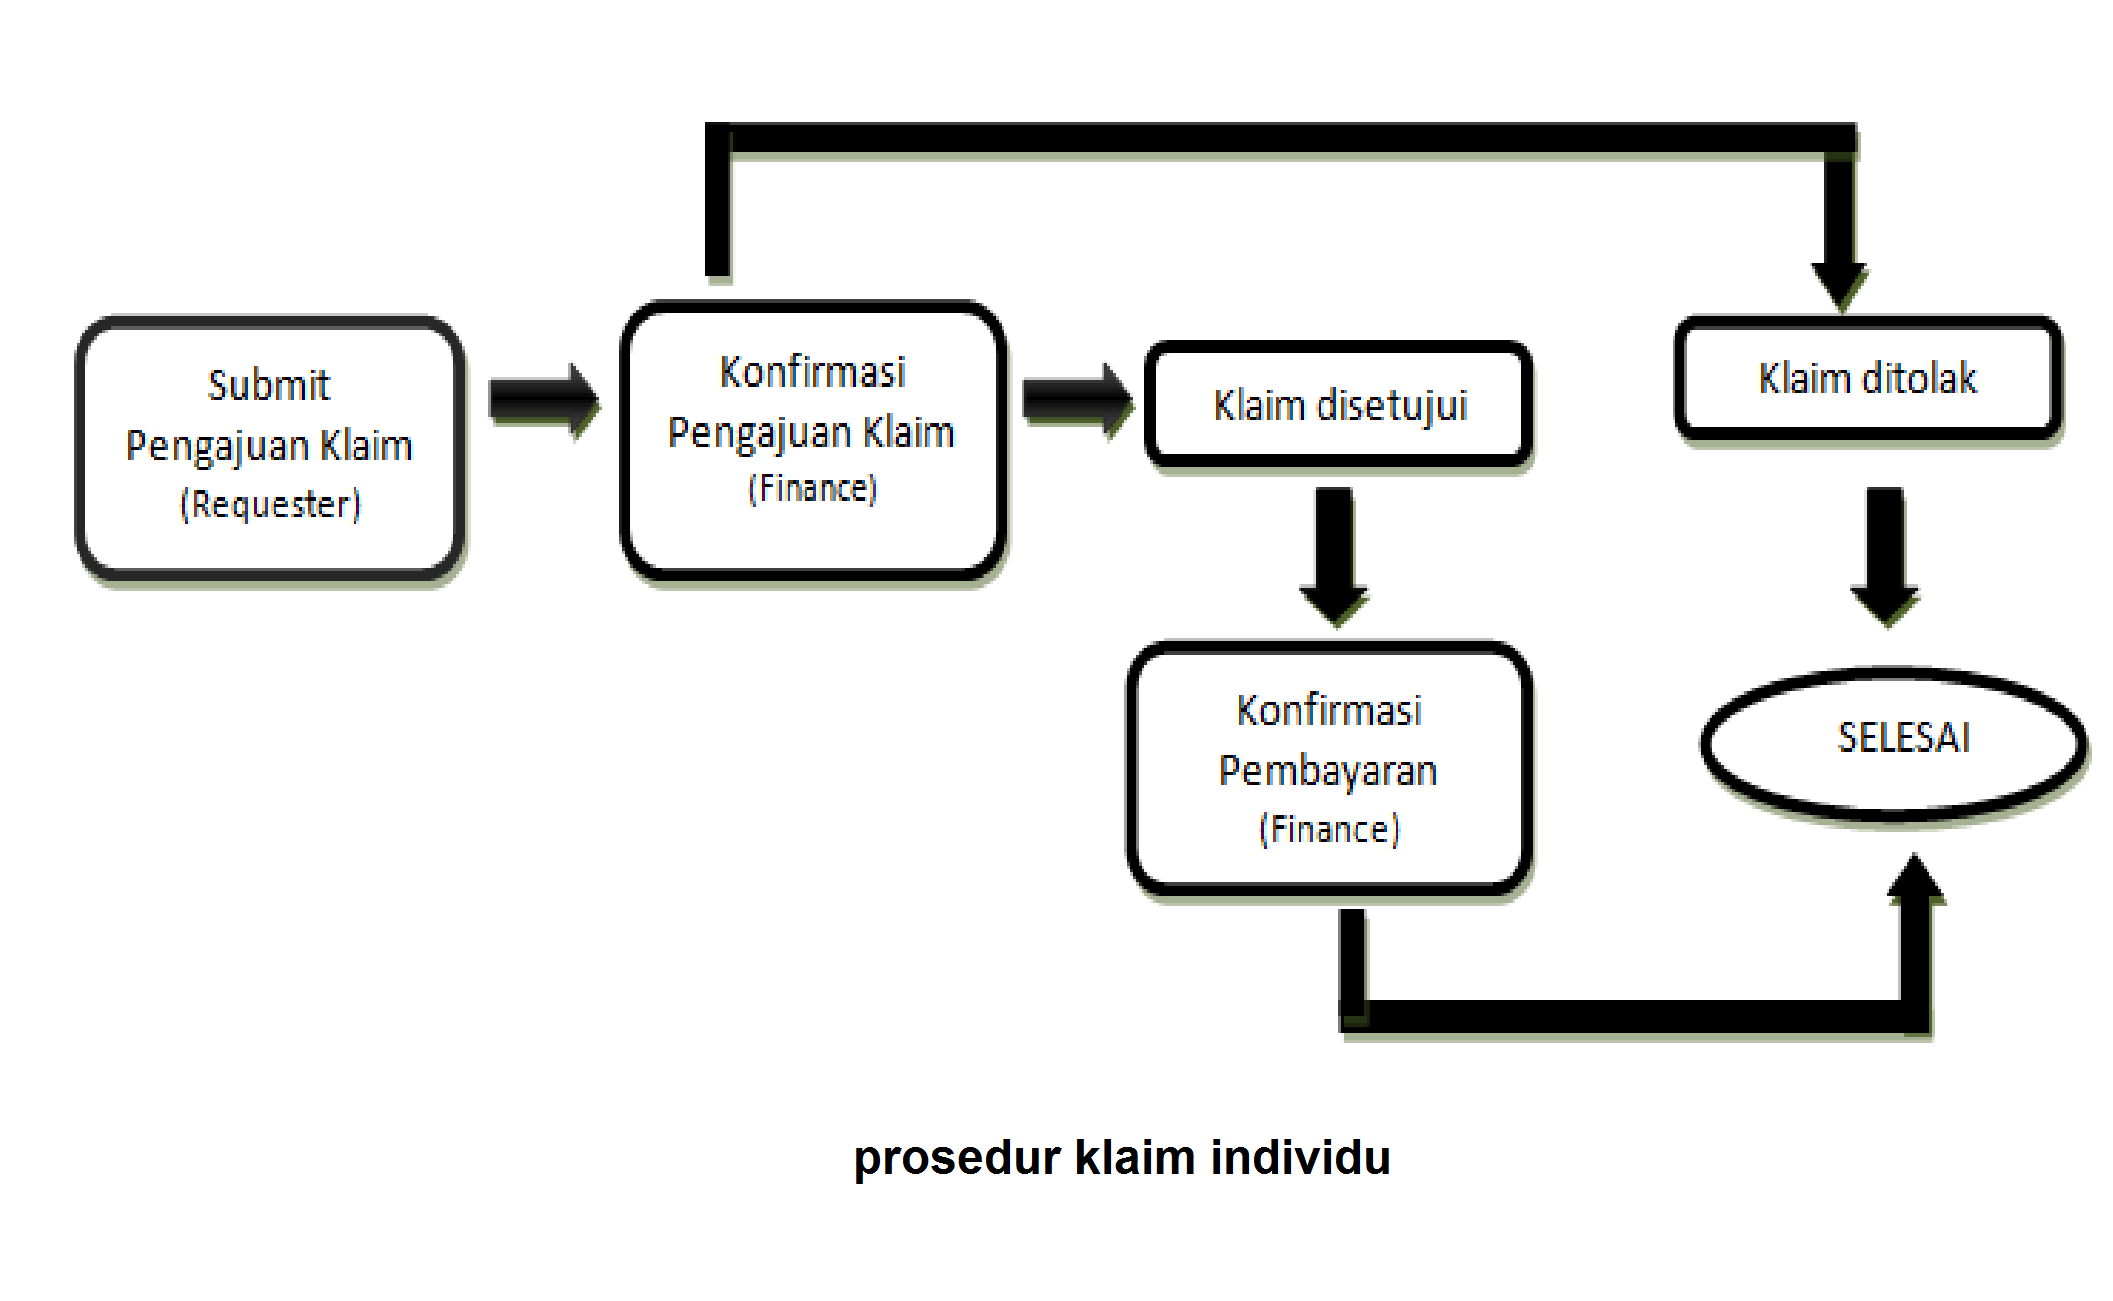 Submit
Pengajuan Klaim
(Requester)
Konfirmasi
Pengajuan Klaim
(Finance)
Klaim disetujui
Klaim ditolak
Konfirmasi
Pembayaran
(Finance)
SELESAI
prosedur klaim individu